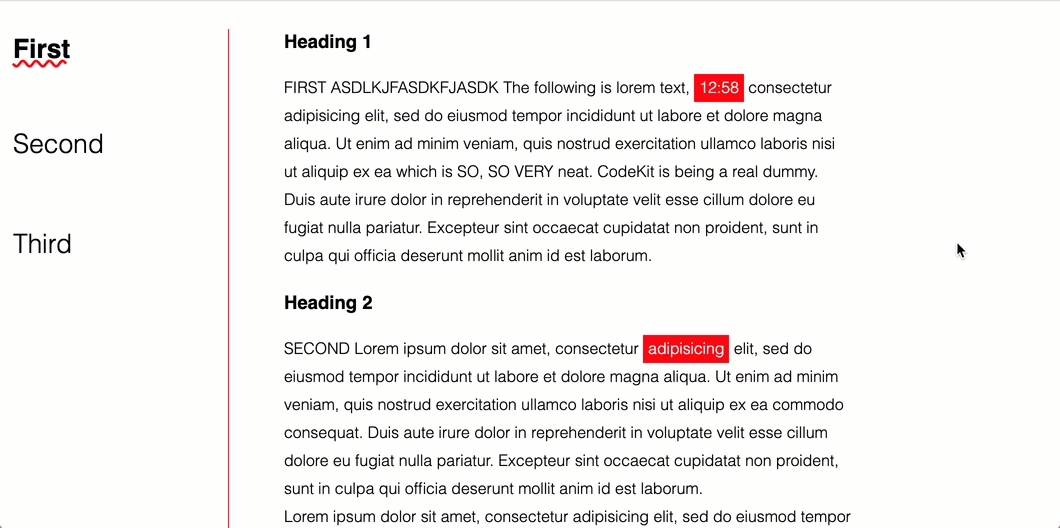 First
Second
Third
Heading 1
FIRST ASDLKJFASDKFJASDK The following is lorem text, 12:58 consectetur
adipisicing elit, sed do eiusmod tempor incididunt ut labore et dolore magna
aliqua. Ut enim ad minim veniam, quis nostrud exercitation ullamco laboris nisi
ut aliquip ex ea which is SO, SO VERY neat. CodeKit is being a real dummy.
Duis aute irure dolor in reprehenderit in voluptate velit esse cillum dolore eu
fugiat nulla pariatur. Excepteur sint occaecat cupidatat non proident, sunt in
culpa qui officia deserunt mollit anim id est laborum.
Heading 2
SECOND Lorem ipsum dolor sit amet, consectetur adipisicing elit, sed do
eiusmod tempor incididunt ut labore et dolore magna aliqua. Ut enim ad minim
veniam, quis nostrud exercitation ullamco laboris nisi ut aliquip ex ea commodo
consequat. Duis aute irure dolor in reprehenderit in voluptate velit esse cillum
dolore eu fugiat nulla pariatur. Excepteur sint occaecat cupidatat non proident,
sunt in culpa qui officia deserunt mollit anim id est laborum.
Lorem ipsum dolor sit amet, consectetur adipisicing elit, sed do eiusmod tempor